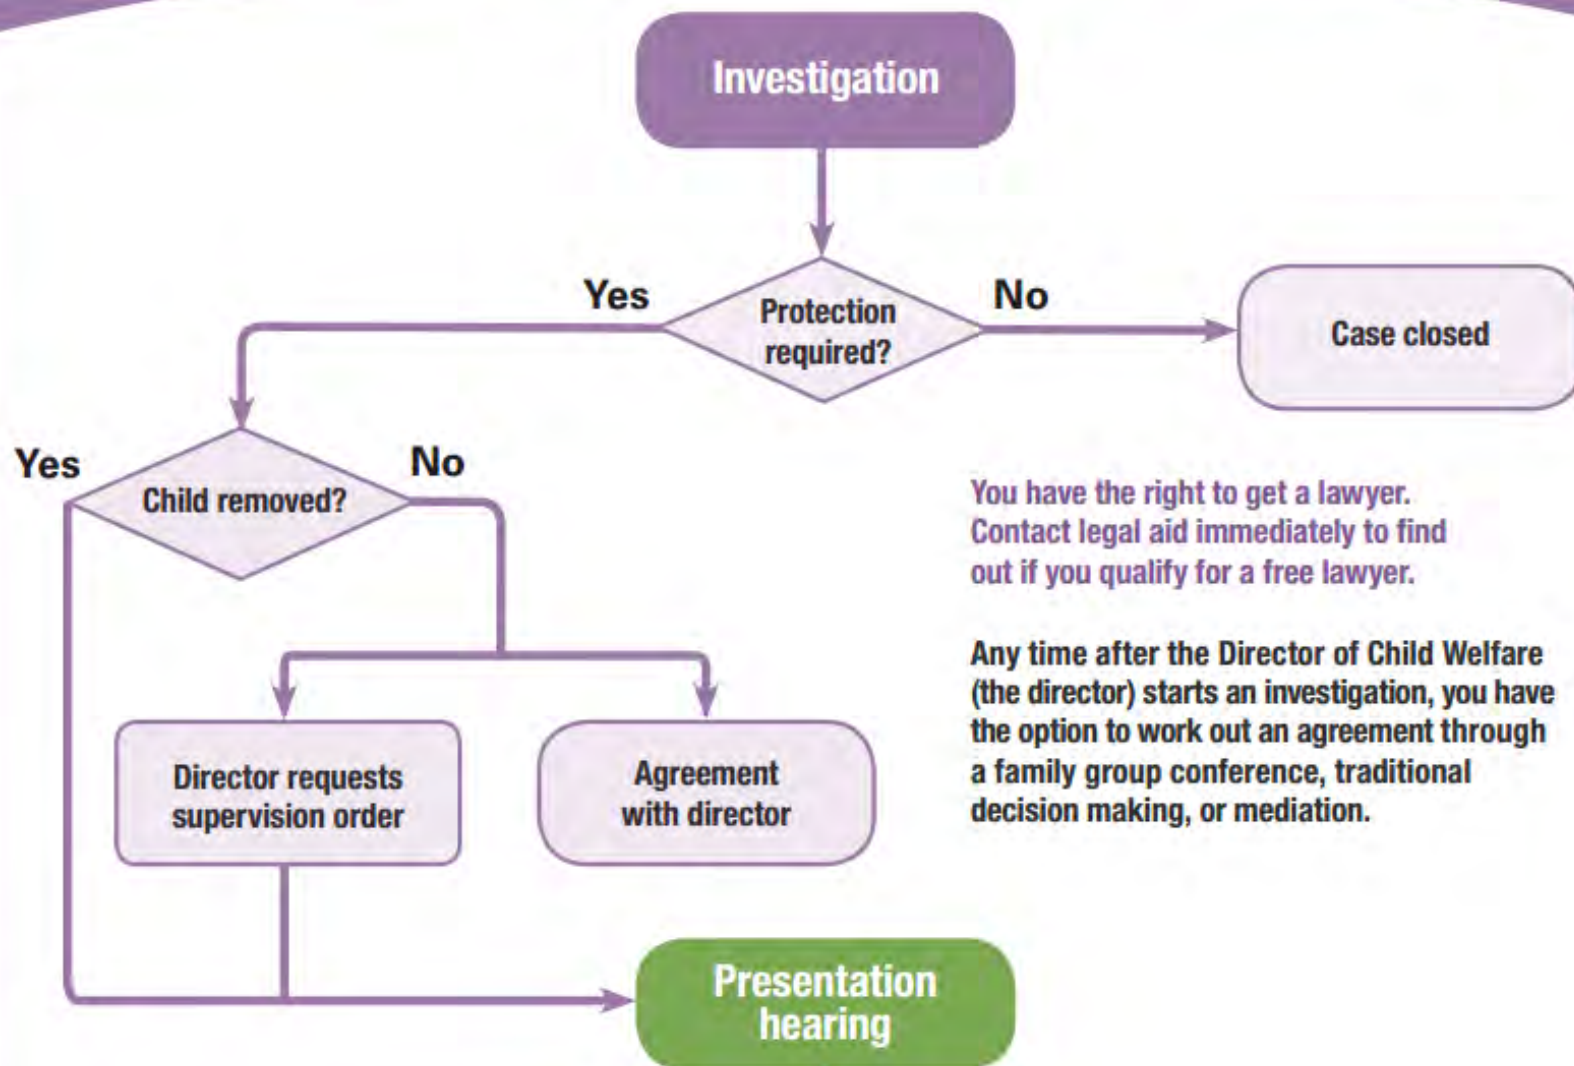 Investigation
Yes
Protection
required?
No
Case closed
Yes
Child removed?
No
You have the right to get a lawyer.
Contact legal aid immediately to find
out if you qualify for a free lawyer.
Any time after the Director of Child Welfare
(the director) starts an investigation, you have
the option to work out an agreement through
a family group conference, traditional
decision making, or mediation.
Director requests
supervision order
Agreement
with director
Presentation
hearing